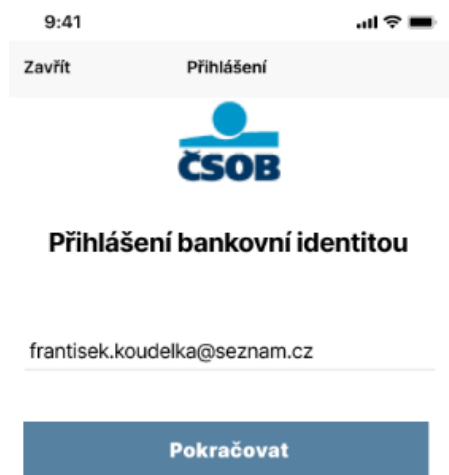 9:41
Zavřít Přihlášení
ČSOB
Přihlášení bankovní identitou
frantisek.koudelka@seznam.cz
Pokračovat